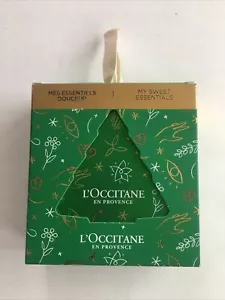 MES ESSENTIELS
DOUCEUR
MY SWEET
ESSENTIALS
L'OCCITANE
EN PROVENCE
L'OCCITANE
EN PROVENCE